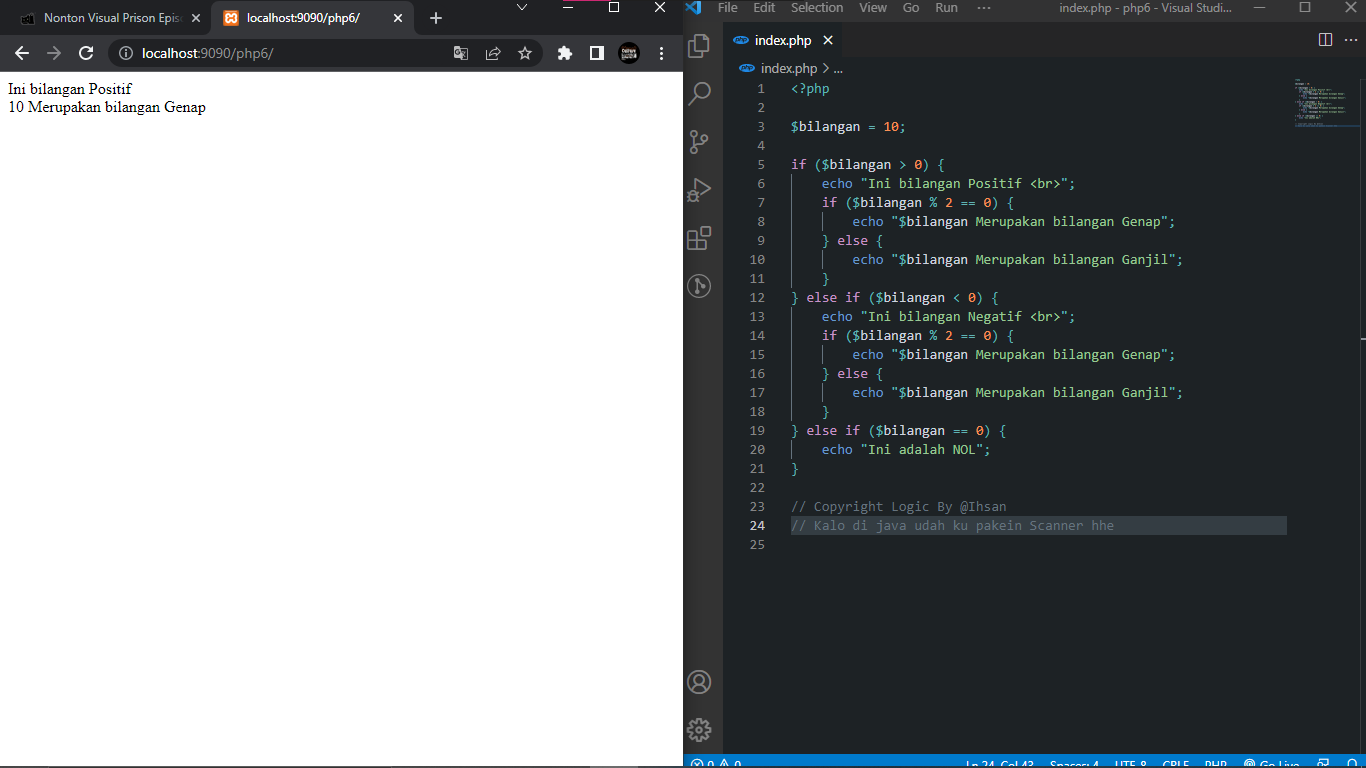 Nonton Visual Prison Epis
localhost:9090/php6/
localhost:9090/php6/
Ini bilangan Positif
10 Merupakan bilangan Genap
File Edit Selection View Go Run ··· index.php - php6 - Visual Studi...
index.php
index.php > ...
1 <?php
2
3 $bilangan = 10;
4
5 if ($bilangan > 0) {
6 echo "Ini bilangan Positif <br>";
7 if ($bilangan % 2 == 0) {
8 echo "$bilangan Merupakan bilangan Genap";
9 } else {
10 echo "$bilangan Merupakan bilangan Ganjil";
11 }
12 } else if ($bilangan < 0) {
13 echo "Ini bilangan Negatif <br>";
14 if ($bilangan % 2 == 0) {
15 echo "$bilangan Merupakan bilangan Genap";
16 } else {
17 echo "$bilangan Merupakan bilangan Ganjil";
18 }
19 } else if ($bilangan == 0) {
20 echo "Ini adalah NOL";
21 }
22
23 // Copyright Logic By @Ihsan
24 // Kalo di java udah ku pakein Scanner hhe
25
0 0 Ln 24, Col 43 Spaces: 4 UTF-8 CRLF PHP Go Live